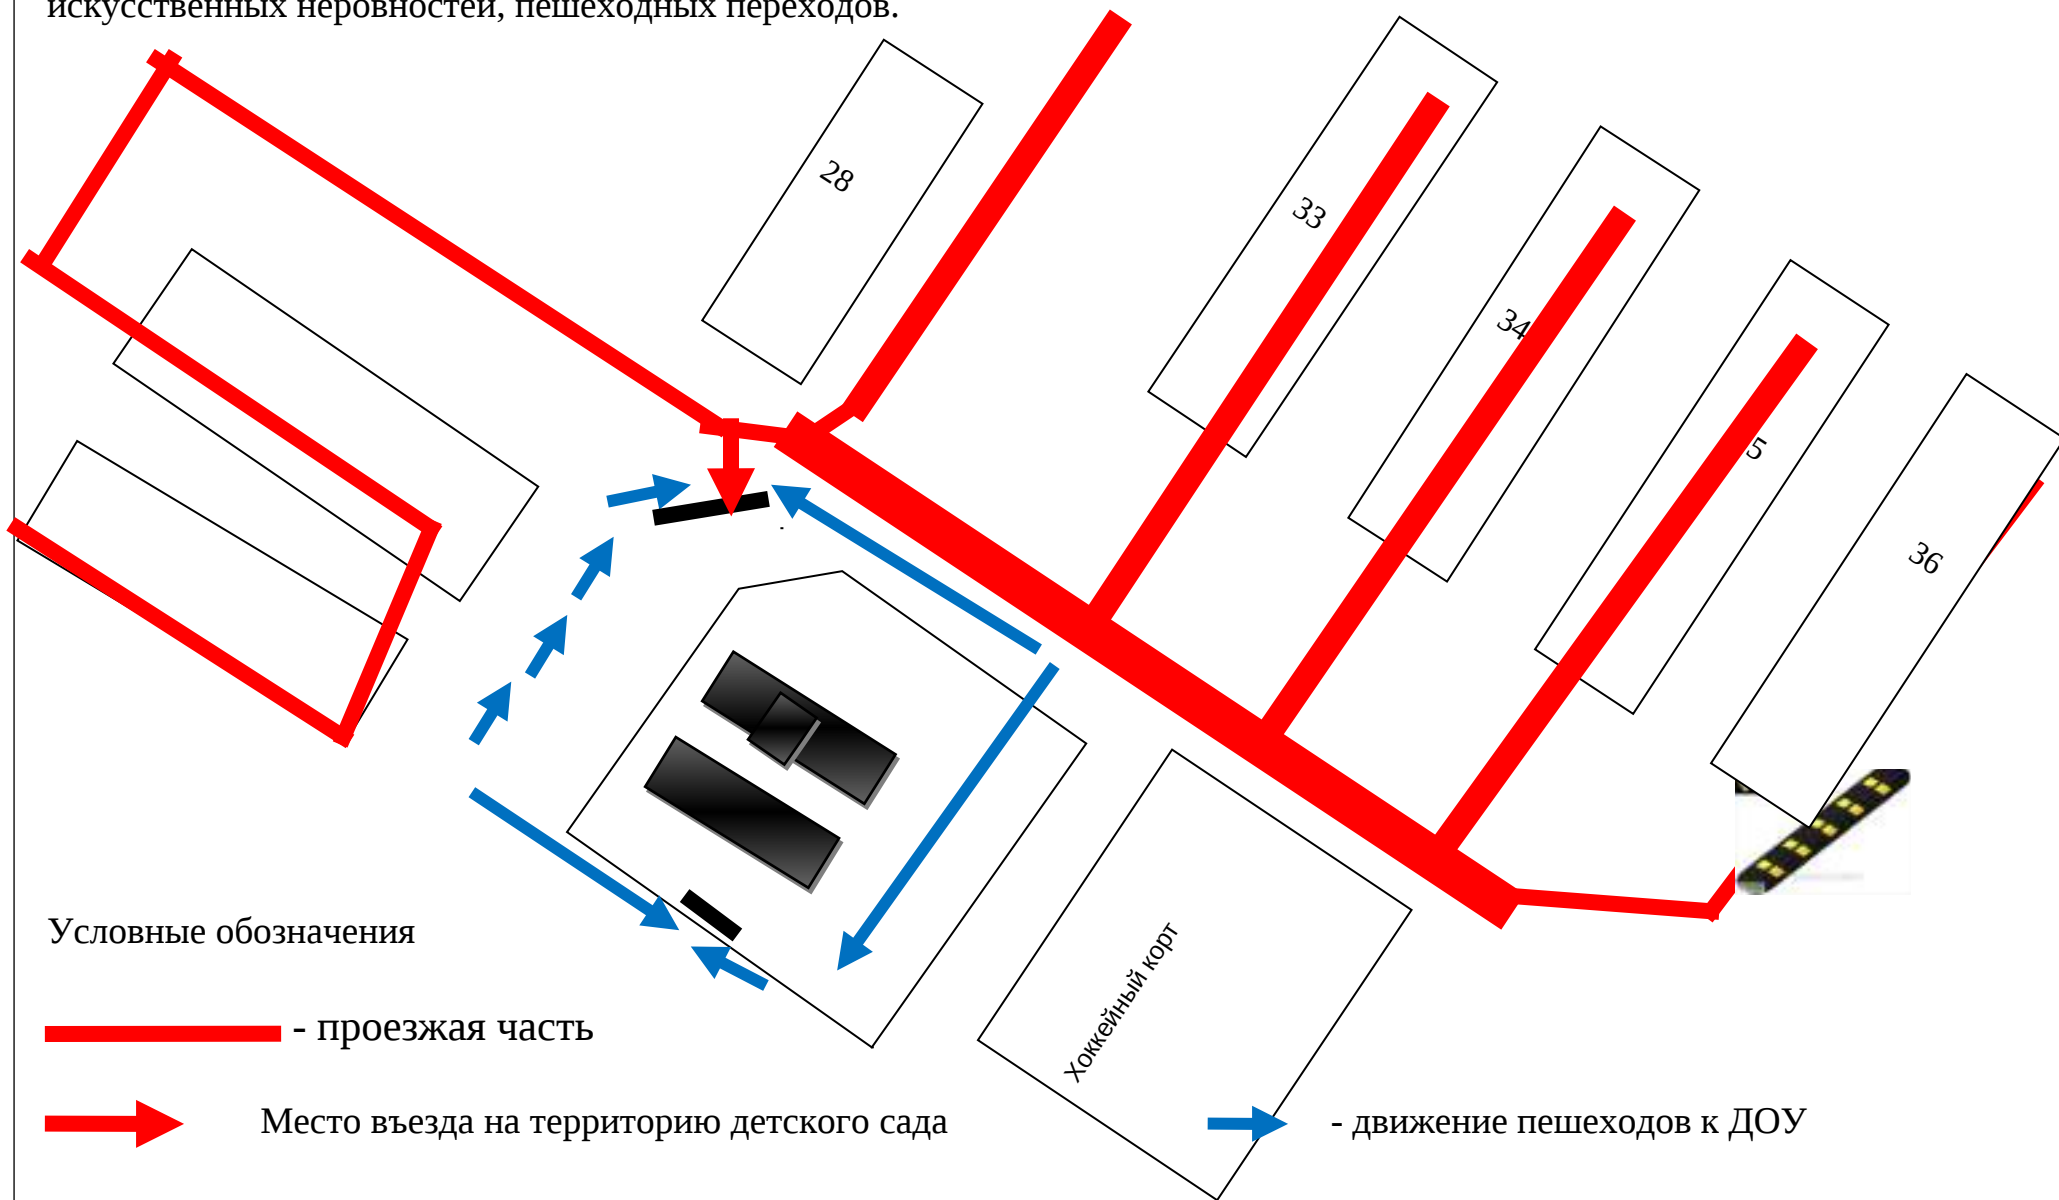 искусственных неровностей, пешеходных переходов.
28
33
34
5
36
Хоккейный корт
Условные обозначения
- проезжая часть
Место въезда на территорию детского сада
- движение пешеходов к ДОУ